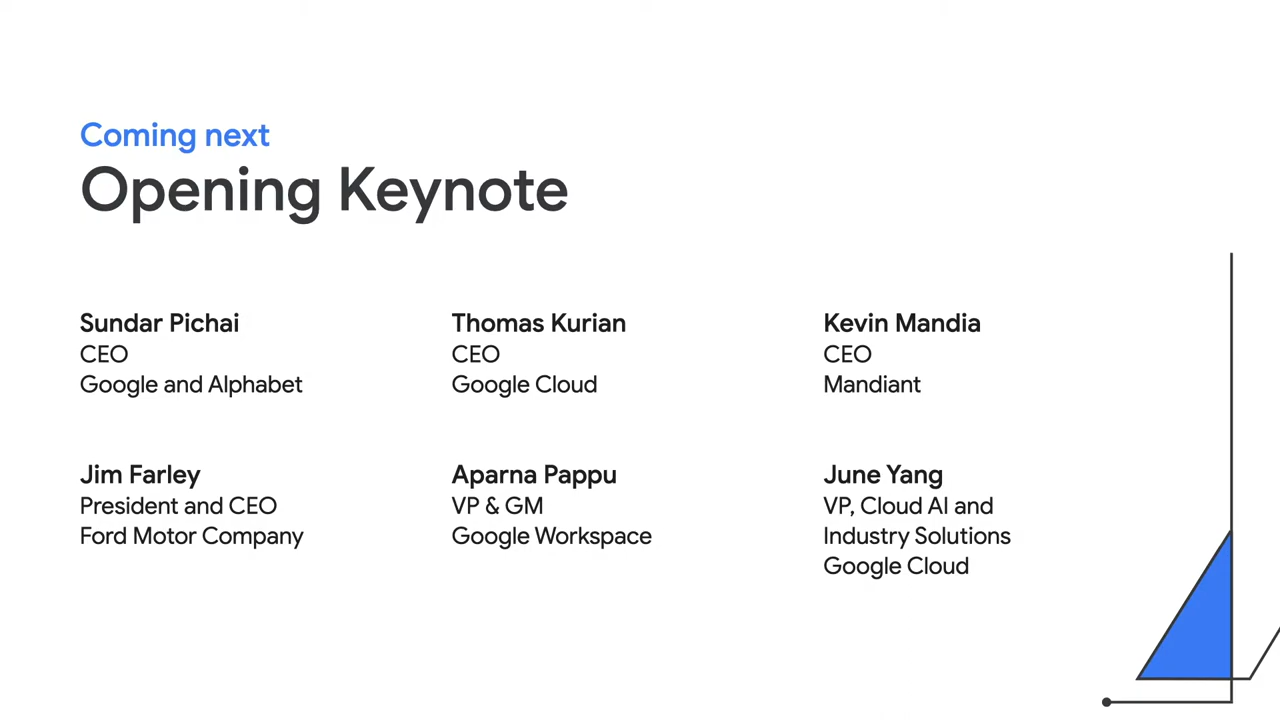 Coming next
Opening Keynote
Sundar Pichai
CEO
Google and Alphabet
Thomas Kurian
CEO
Google Cloud
Kevin Mandia
CEO
Mandiant
Jim Farley
President and CEO
Ford Motor Company
Aparna Pappu
VP & GM
Google Workspace
June Yang
VP, Cloud AI and
Industry Solutions
Google Cloud